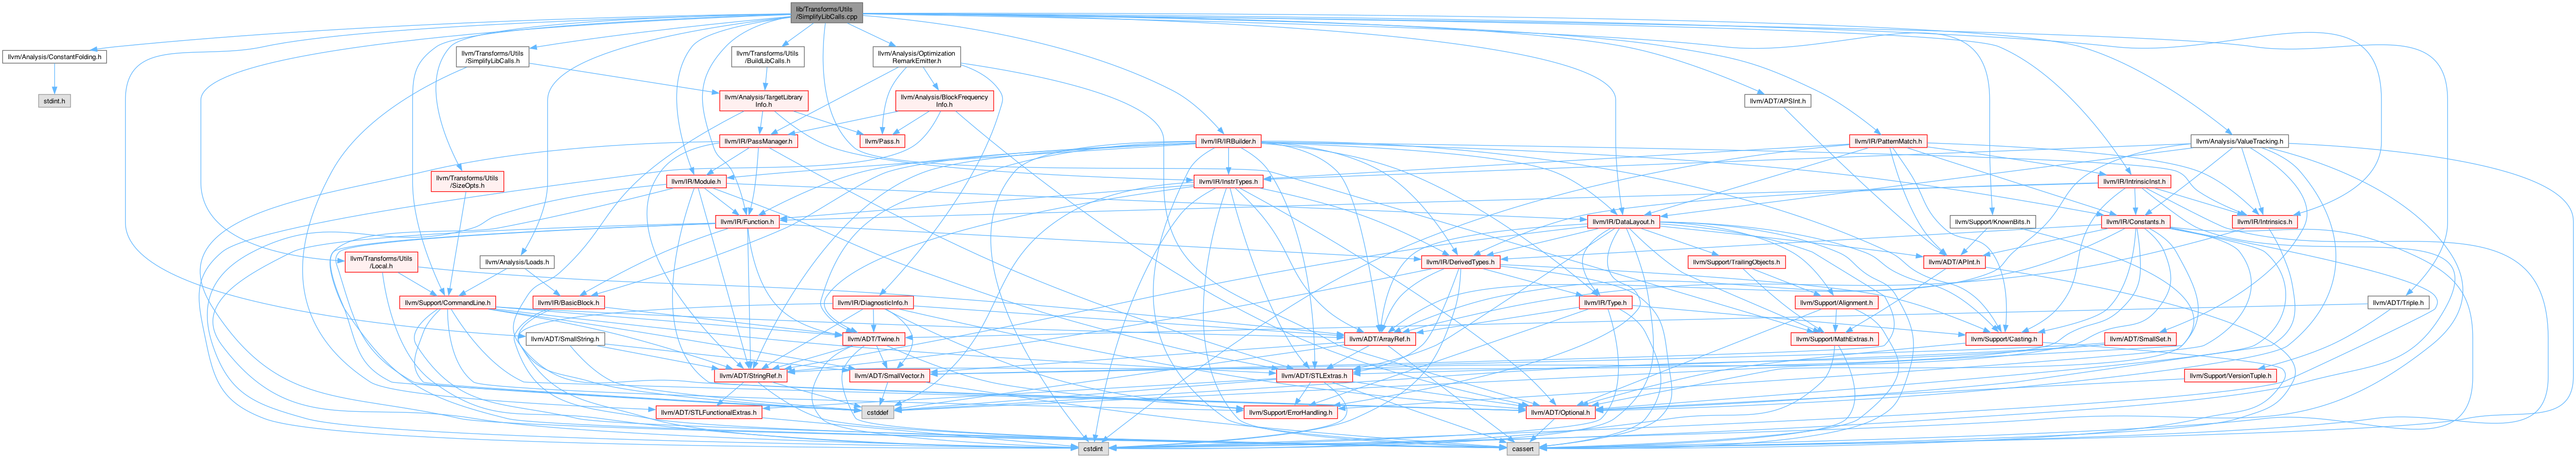 lib/Transforms/Utils
/SimplifyLibCalls.cpp
llvm/Analysis/ConstantFolding.h
llvm/Transforms/Utils
/SimplifyLibCalls.h
llvm/Transforms/Utils
/BuildLibCalls.h
llvm/Analysis/Optimization
RemarkEmitter.h
stdint.h
llvm/Analysis/TargetLibrary
Info.h
llvm/Analysis/BlockFrequency
Info.h
llvm/ADT/APSInt.h
llvm/IR/PassManager.h
llvm/Pass.h
llvm/IR/IRBuilder.h
llvm/IR/PatternMatch.h
llvm/Analysis/ValueTracking.h
llvm/Transforms/Utils
/SizeOpts.h
llvm/IR/Module.h
llvm/IR/InstrTypes.h
llvm/IR/IntrinsicInst.h
llvm/IR/Function.h
llvm/IR/DataLayout.h
llvm/Support/KnownBits.h
llvm/IR/Constants.h
llvm/IR/Intrinsics.h
llvm/Transforms/Utils
/Local.h
llvm/Analysis/Loads.h
llvm/IR/DerivedTypes.h
llvm/Support/TrailingObjects.h
llvm/ADT/APInt.h
llvm/Support/CommandLine.h
llvm/IR/BasicBlock.h
llvm/IR/DiagnosticInfo.h
llvm/IR/Type.h
llvm/Support/Alignment.h
llvm/ADT/Triple.h
llvm/ADT/SmallString.h
llvm/ADT/Twine.h
llvm/ADT/ArrayRef.h
llvm/Support/MathExtras.h
llvm/Support/Casting.h
llvm/ADT/SmallSet.h
llvm/ADT/StringRef.h
llvm/ADT/SmallVector.h
llvm/ADT/STLExtras.h
llvm/Support/VersionTuple.h
llvm/ADT/STLFunctionalExtras.h
cstddef
llvm/Support/ErrorHandling.h
llvm/ADT/Optional.h
cstdint
cassert